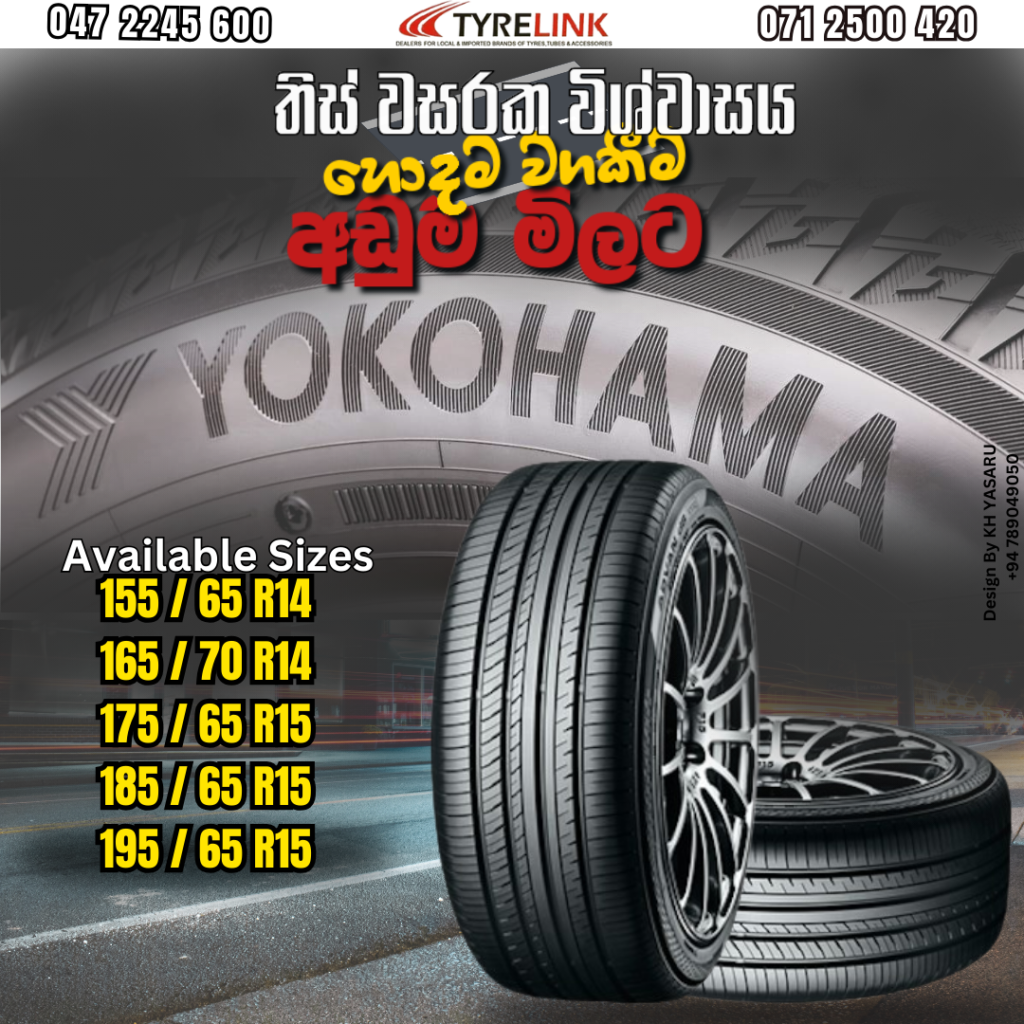 047 2245 600
TYRELINK
071 2500 420
DEALERS FOR LOCAL & IMPORTED BRANDS OF TYRES,TUBES & ACCESSORIES
තිස් වසරක විශ්වාසය
හොඳම වගකීම
අඩුම මිලට
YOKOHAMA
Available Sizes
155 / 65 R14
165 / 70 R14
175 / 65 R15
185 / 65 R15
195 / 65 R15
Design By KH YASARU
+94 789049050